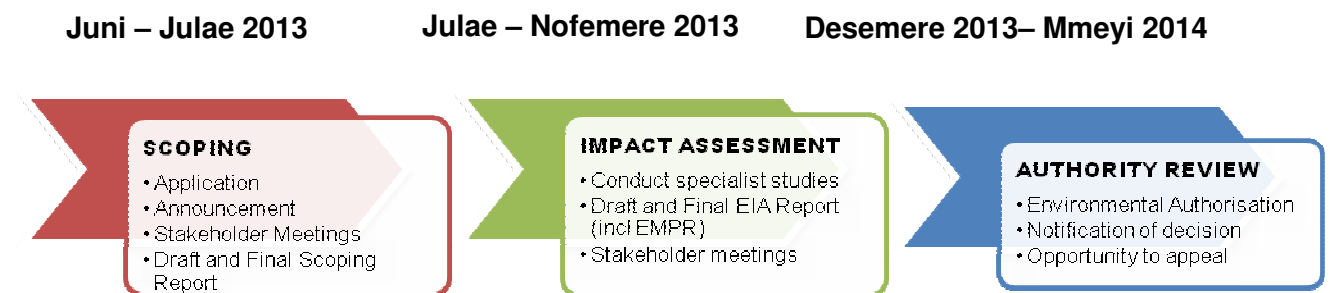 Juni – Julae 2013
Julae – Nofemere 2013
Desemere 2013– Mmeyi 2014
SCOPING
• Application
• Announcement
• Stakeholder Meetings
• Draft and Final Scoping
Report
IMPACT ASSESSMENT
• Conduct specialist studies
• Draft and Final EIA Report
(incl EMPR)
• Stakeholder meetings
AUTHORITY REVIEW
• Environmental Authorisation
• Notification of decision
• Opportunity to appeal